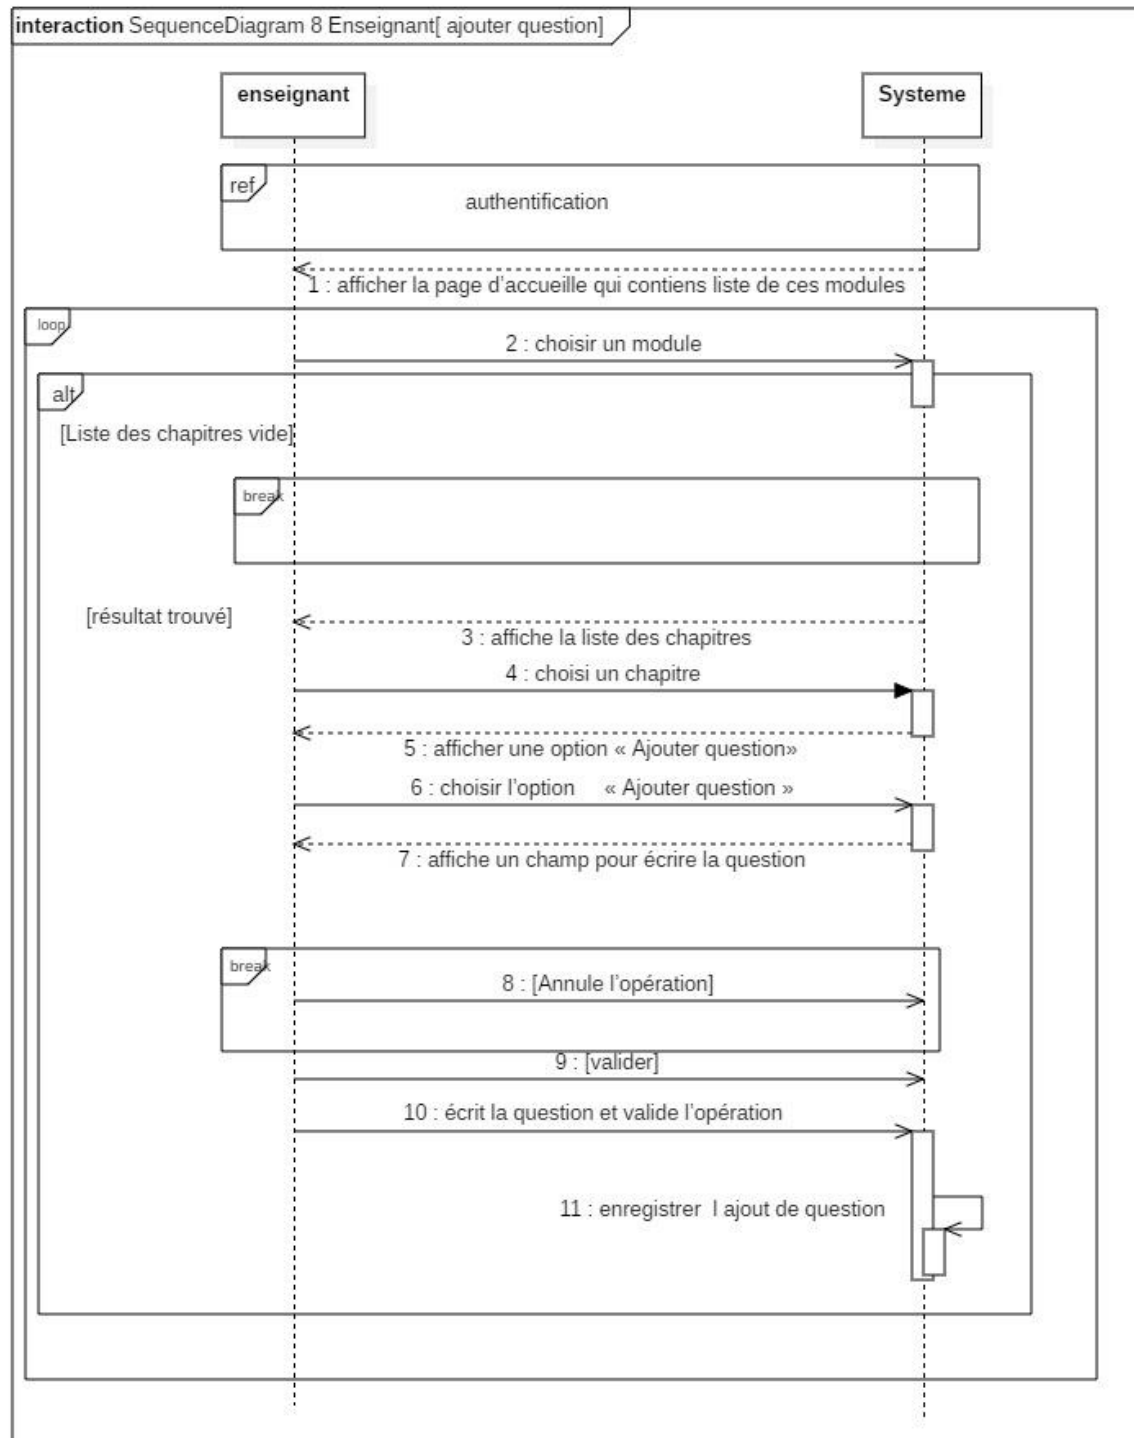 interaction SequenceDiagram 8 Enseignant[ ajouter question]
enseignant
Systeme
ref
authentification
1 : afficher la page d'accueille qui contiens liste de ces modules
loop
2 : choisir un module
alt
[Liste des chapitres vide]
break
[résultat trouvé]
3 : affiche la liste des chapitres
4 : choisi un chapitre
5 : afficher une option « Ajouter question»
6 : choisir l'option « Ajouter question »
7 : affiche un champ pour écrire la question
break
8 : [Annule l'opération]
9 : [valider]
10 : écrit la question et valide l'opération
11 : enregistrer l ajout de question